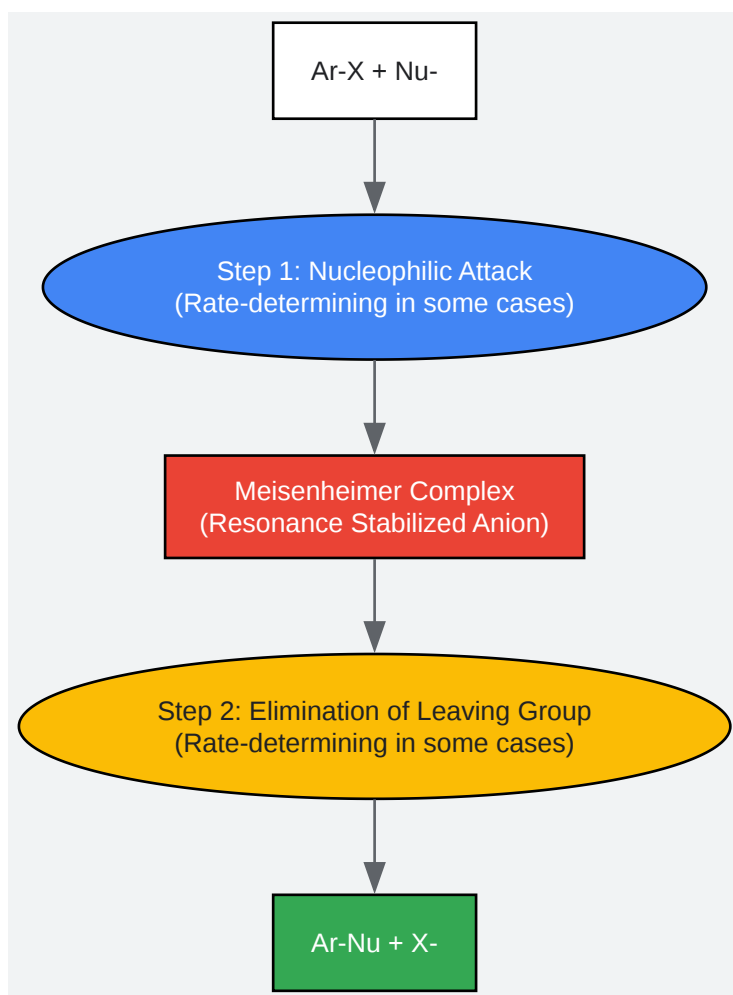 Ar-X + Nu-
Step 1: Nucleophilic Attack
(Rate-determining in some cases)
Meisenheimer Complex
(Resonance Stabilized Anion)
Step 2: Elimination of Leaving Group
(Rate-determining in some cases)
Ar-Nu + X-